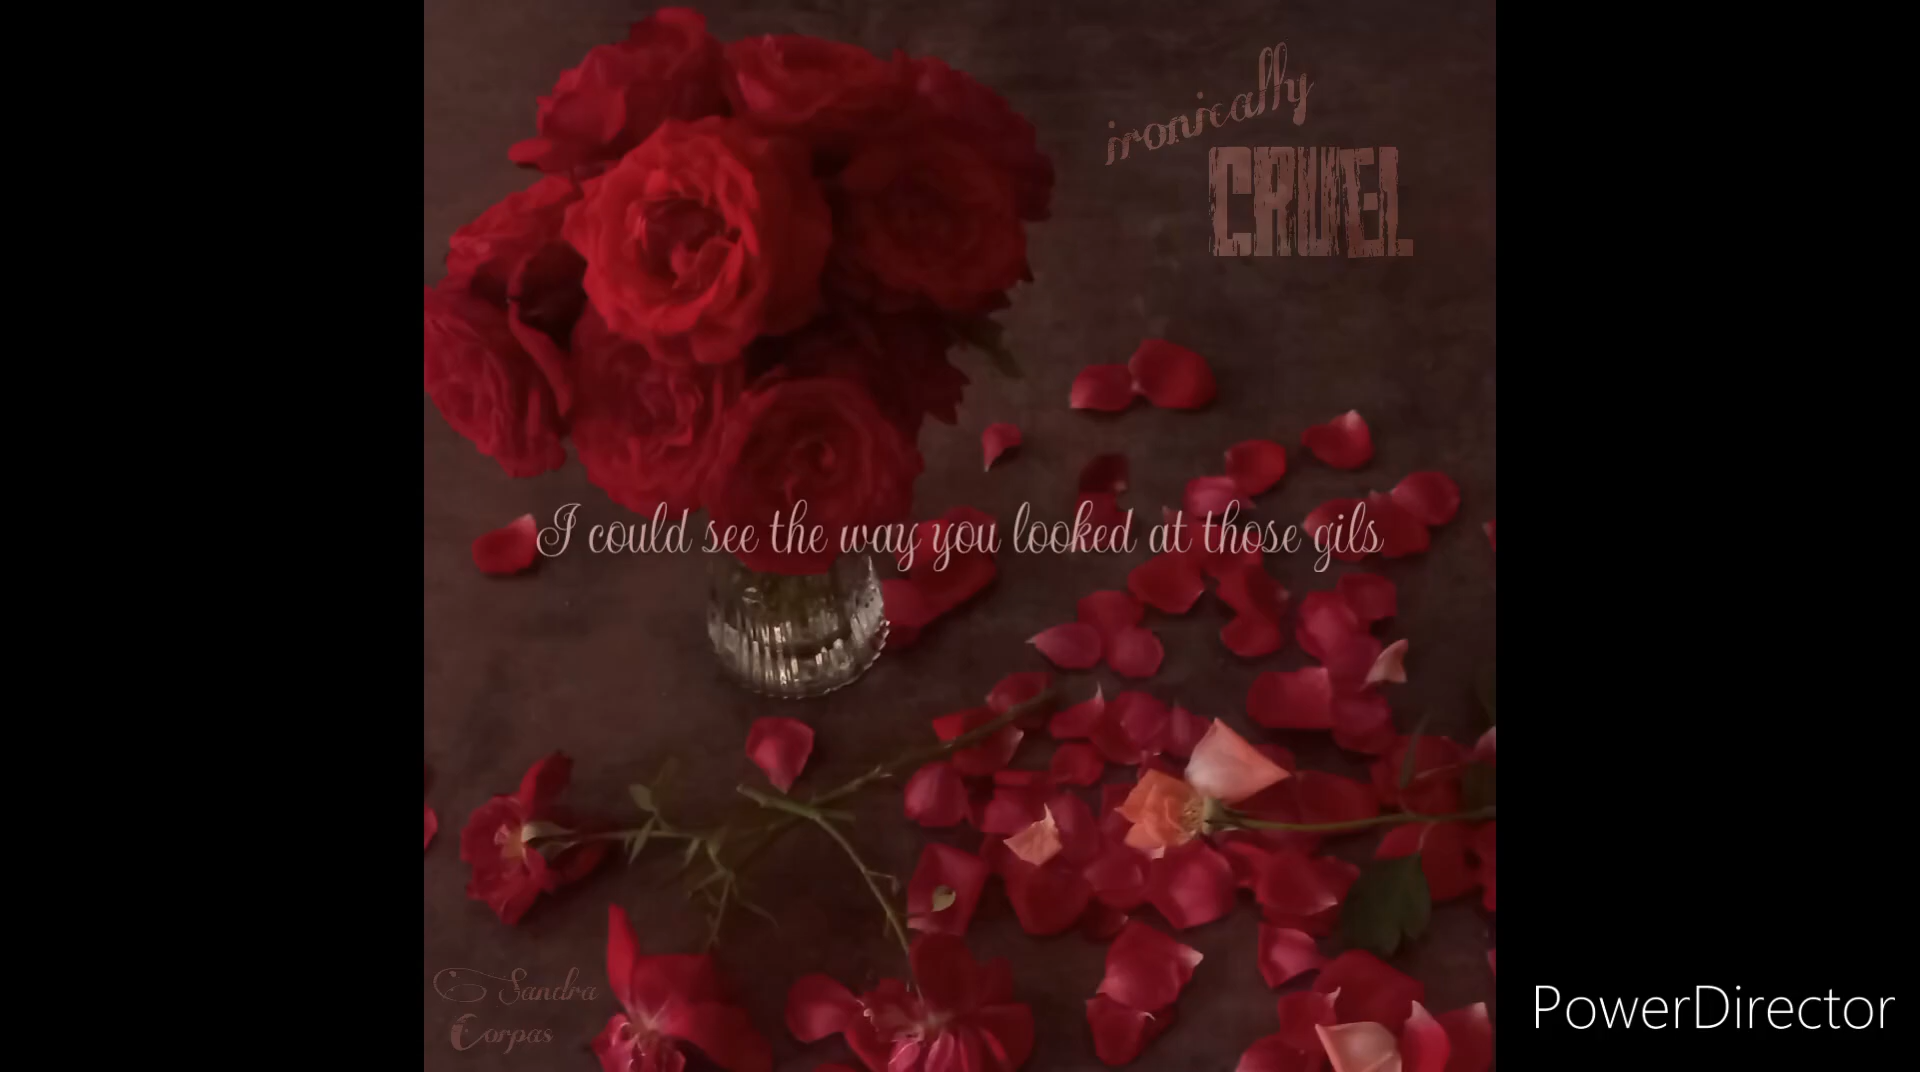 ironically
CRUEL
I could see the way you looked at those gils
Sandra
Corpas
PowerDirector